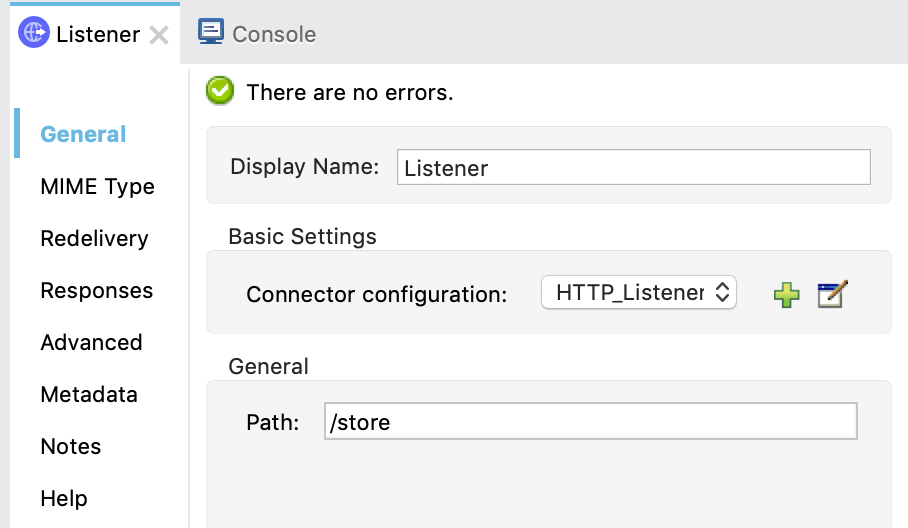 Listener
Console
There are no errors.
General
MIME Type
Redelivery
Responses
Advanced
Metadata
Notes
Help
Display Name: Listener
Basic Settings
Connector configuration: HTTP_Listener
General
Path: /store